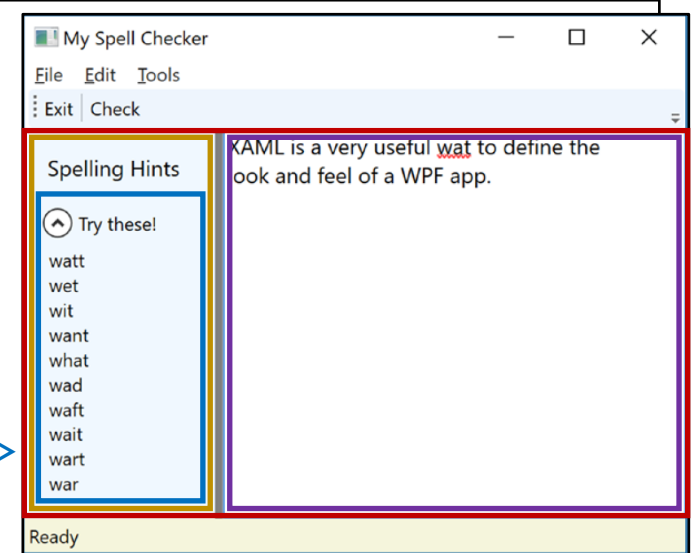 My Spell Checker
File Edit Tools
Exit Check
Spelling Hints
Try these!
watt
wet
wit
want
what
wad
waft
wait
wart
war
XAML is a very useful wat to define the
ook and feel of a WPF app.
Ready